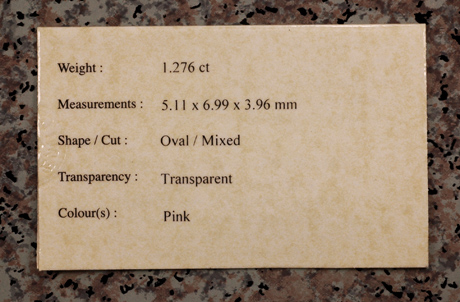 Weight : 1.276 ct
Measurements : 5.11 x 6.99 x 3.96 mm
Shape / Cut : Oval / Mixed
Transparency : Transparent
Colour(s) : Pink